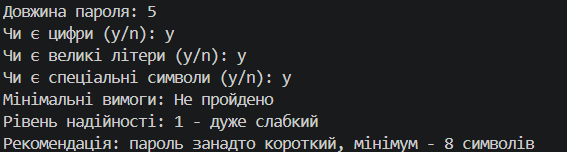 Довжина пароля: 5
Чи є цифри (y/n): y
Чи є великі літери (y/n): y
Чи є спеціальні символи (y/n): y
Мінімальні вимоги: Не пройдено
Рівень надійності: 1 - дуже слабкий
Рекомендація: пароль занадто короткий, мінімум - 8 символів